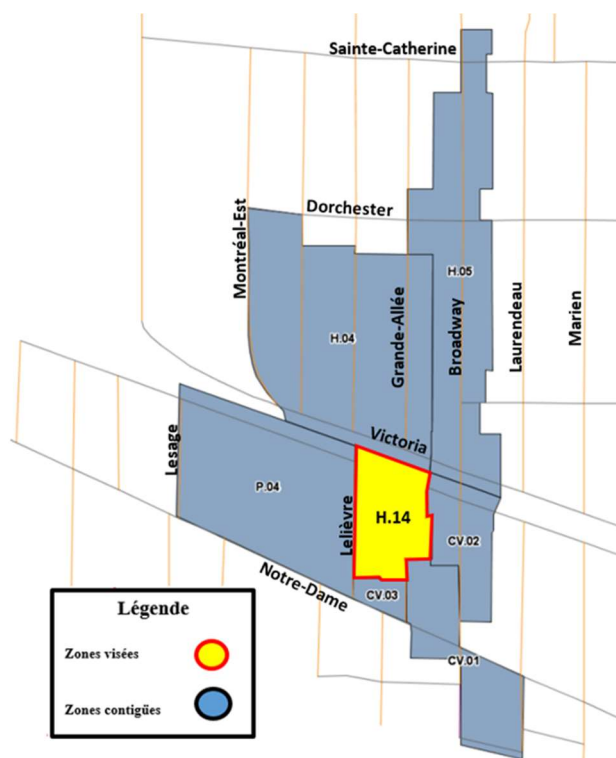 Sainte-Catherine
Montréal-Est
Dorchester
H.05
Grande-Allée
Broadway
Laurendeau
Marien
H.04
Victoria
Lesage
P.04
Lelièvre
H.14
CV.02
Notre-Dame
CV.03
CV.01
Légende
Zones visées
Zones contigües